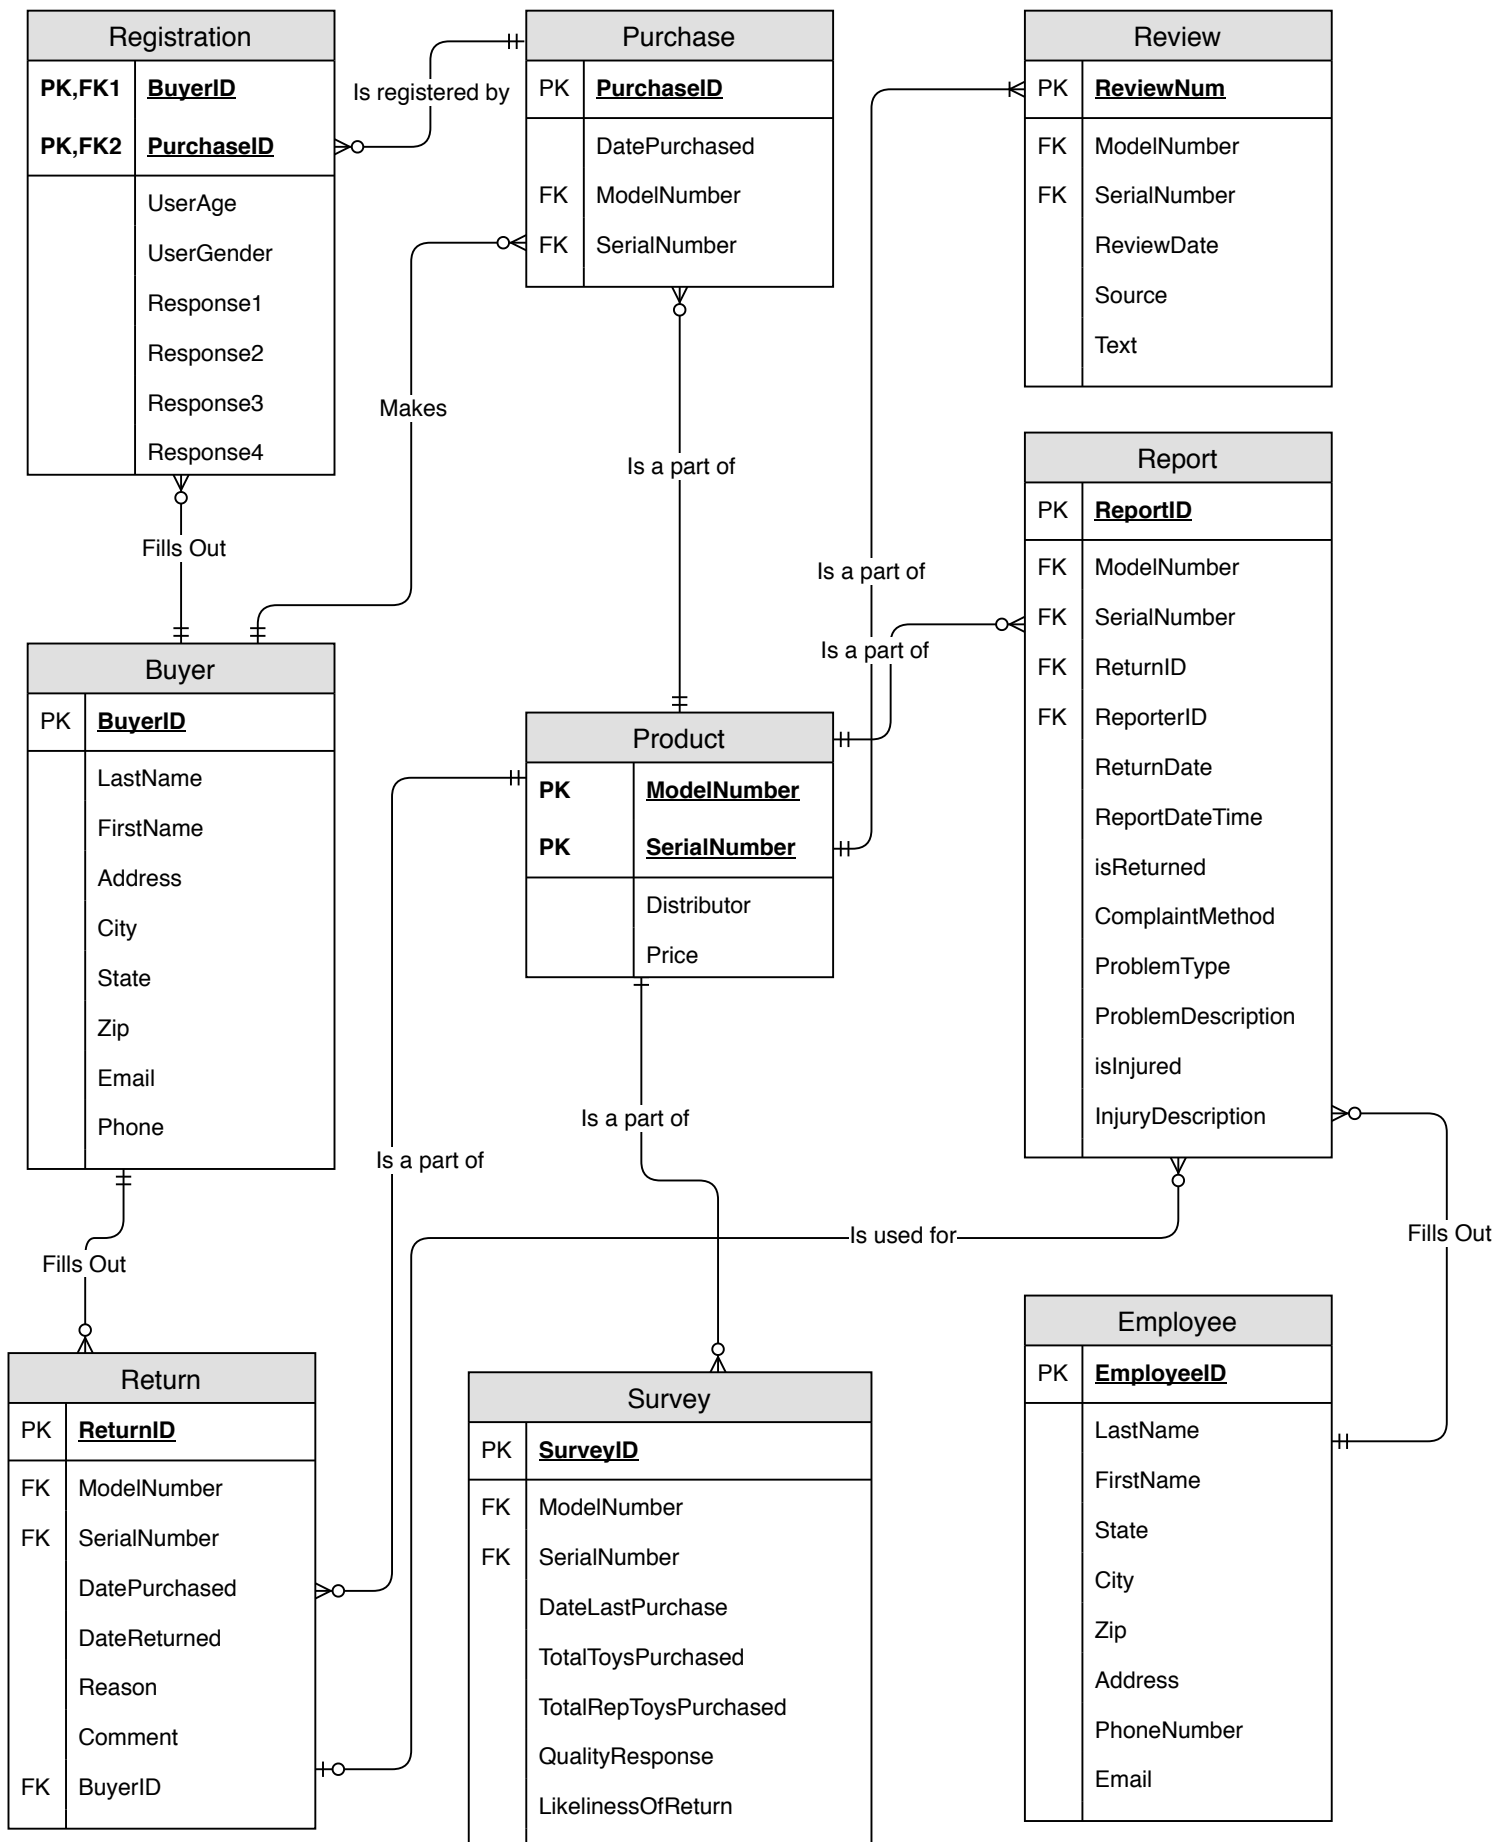 Registration
PK,FK1 BuyerID
PK,FK2 PurchaseID
UserAge
UserGender
Response1
Response2
Response3
Response4
Is registered by
Purchase
PK PurchaseID
DatePurchased
FK ModelNumber
FK SerialNumber
Review
PK ReviewNum
FK ModelNumber
FK SerialNumber
ReviewDate
Source
Text
Makes
Is a part of
Fills Out
Is a part of
Is a part of
Report
PK ReportID
FK ModelNumber
FK SerialNumber
FK ReturnID
FK ReporterID
ReturnDate
ReportDateTime
isReturned
ComplaintMethod
ProblemType
ProblemDescription
isInjured
InjuryDescription
Buyer
PK BuyerID
LastName
FirstName
Address
City
State
Zip
Email
Phone
Product
PK ModelNumber
PK SerialNumber
Distributor
Price
Is a part of
Is a part of
Is used for
Fills Out
Fills Out
Return
PK ReturnID
FK ModelNumber
FK SerialNumber
DatePurchased
DateReturned
Reason
Comment
FK BuyerID
Survey
PK SurveyID
FK ModelNumber
FK SerialNumber
DateLastPurchase
TotalToysPurchased
TotalRepToysPurchased
QualityResponse
LikelinessOfReturn
Employee
PK EmployeeID
LastName
FirstName
State
City
Zip
Address
PhoneNumber
Email